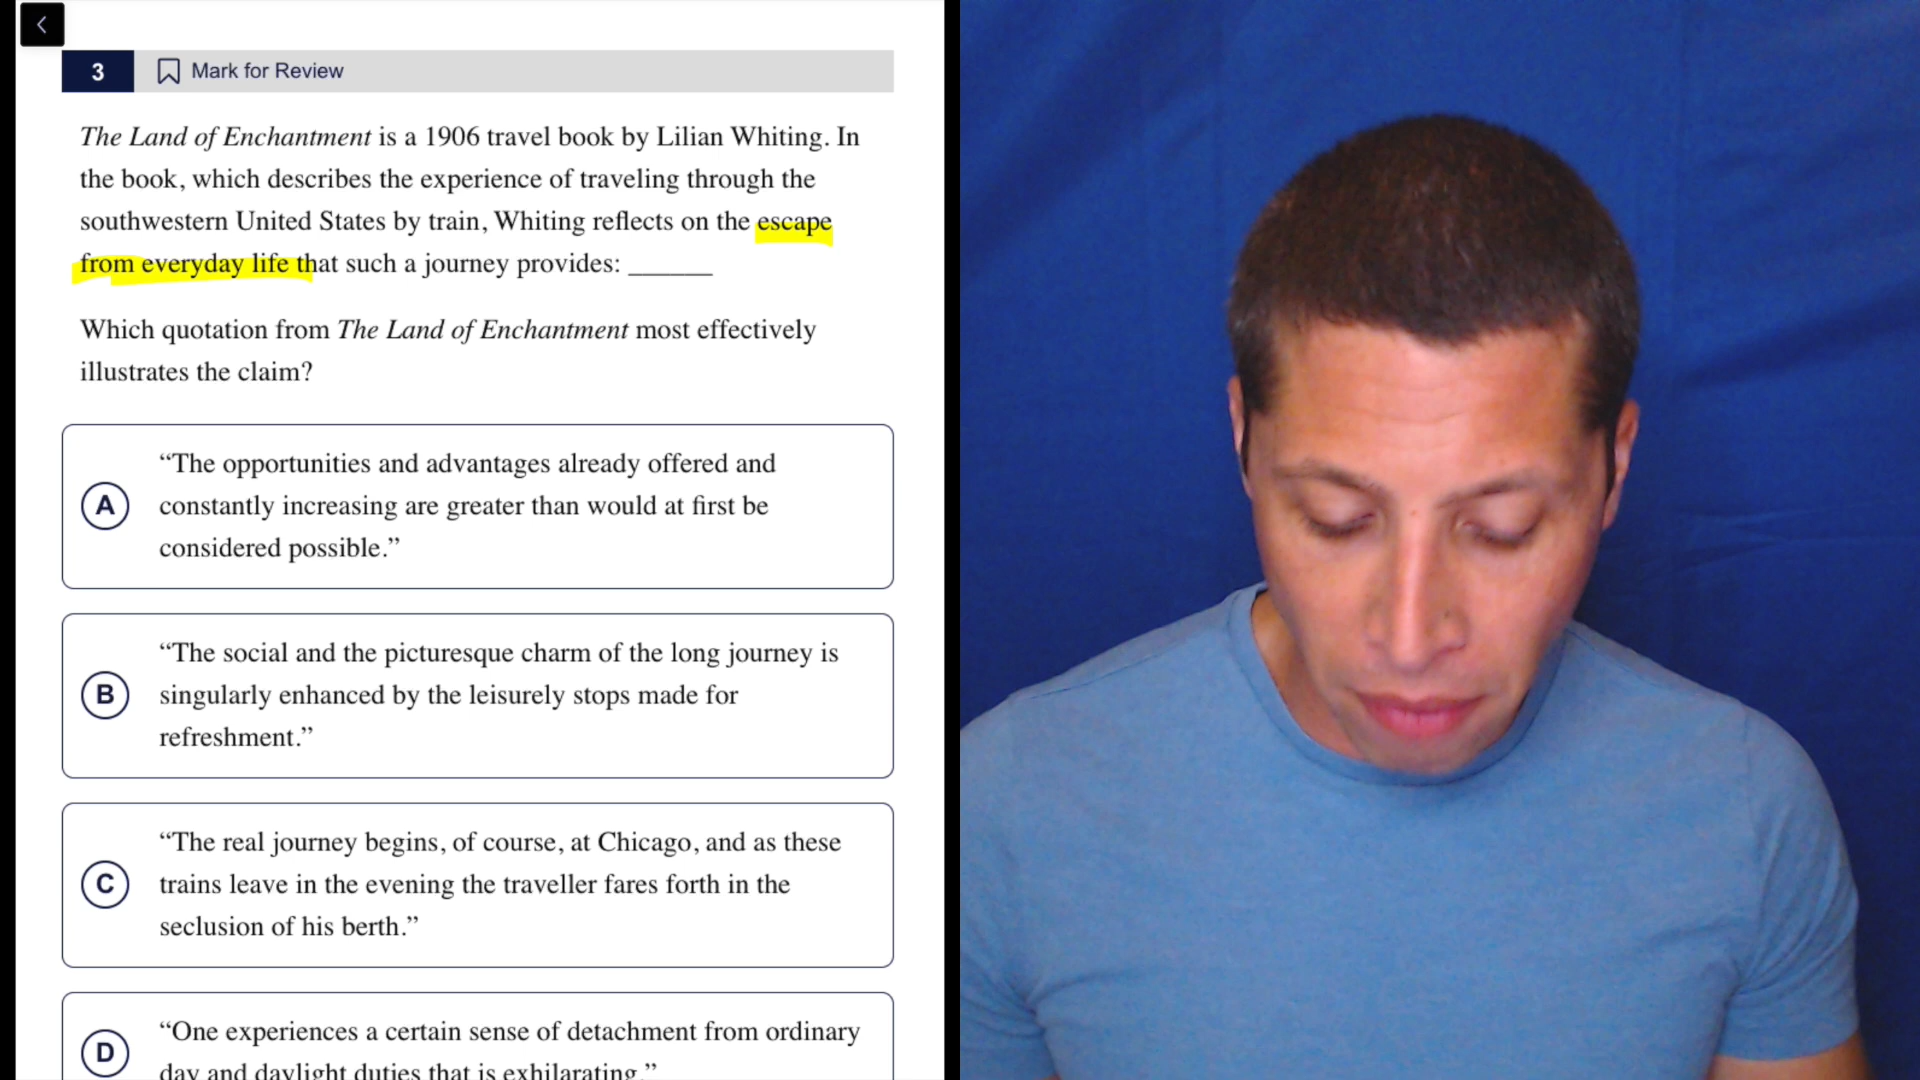 3 Mark for Review
The Land of Enchantment is a 1906 travel book by Lilian Whiting. In
the book, which describes the experience of traveling through the
southwestern United States by train, Whiting reflects on the escape
from everyday life that such a journey provides: ______
Which quotation from The Land of Enchantment most effectively
illustrates the claim?
A
“The opportunities and advantages already offered and
constantly increasing are greater than would at first be
considered possible.”
B
“The social and the picturesque charm of the long journey is
singularly enhanced by the leisurely stops made for
refreshment.”
C
“The real journey begins, of course, at Chicago, and as these
trains leave in the evening the traveller fares forth in the
seclusion of his berth.”
D
“One experiences a certain sense of detachment from ordinary
day and daylight duties that is exhilarating.”